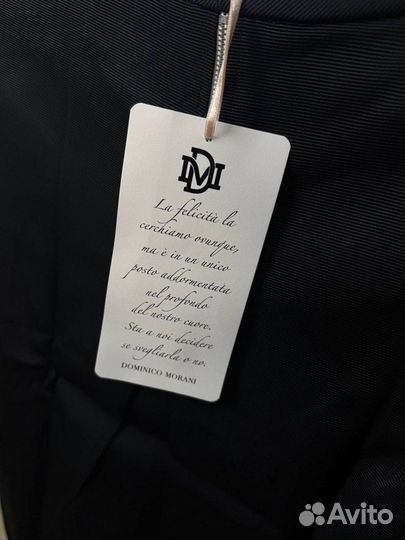 DM
La felicità la
cerchiamo ovunque,
ma è in un unico
posto addormentata
nel profondo
del nostro cuore.
Sta a noi decidere
se svegliarla o no.
DOMINICO MORANI
Avito